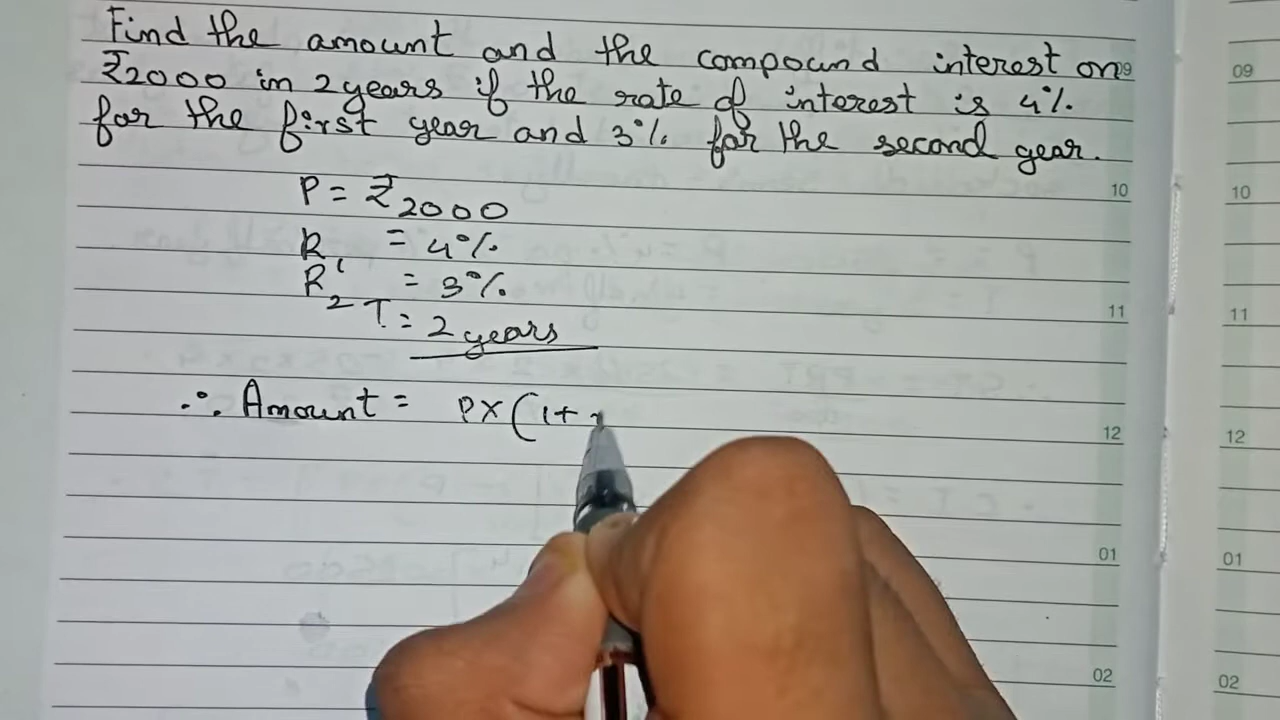 Find the amount and the compound interest on
₹2000 in 2 years if the rate of interest is 4%.
for the first year and 3% for the second year.
P = ₹2000
R1 = 4%
R2 = 3%
T = 2 years
∴ Amount = P×(1+
09
10
11
12
01
02
09
10
11
12
01
02